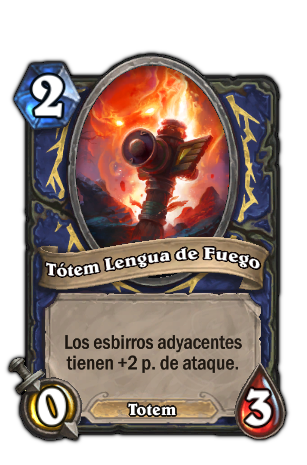 2
Tótem Lengua de Fuego
Los esbirros adyacentes
tienen +2 p. de ataque.
0
Totem
3